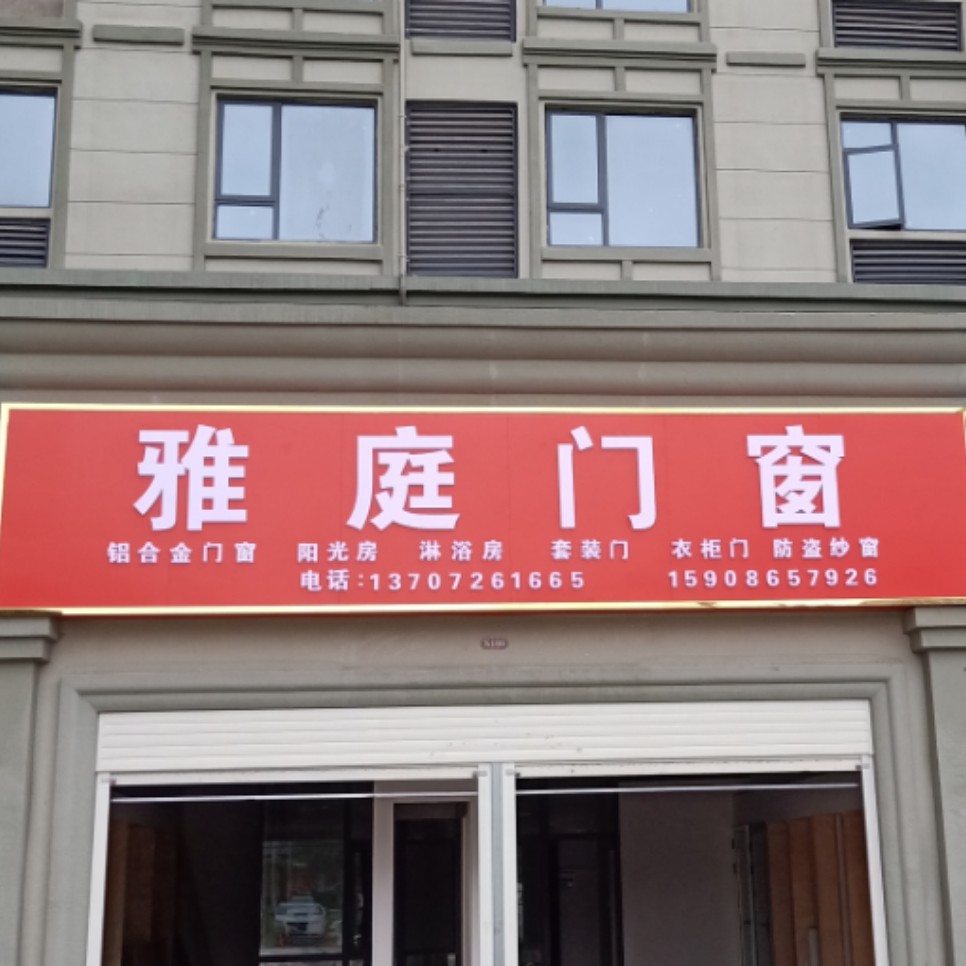 雅庭门窗
铝合金门窗 阳光房 淋浴房 套装门 衣柜门 防盗纱窗
电话:13707261665 15908657926